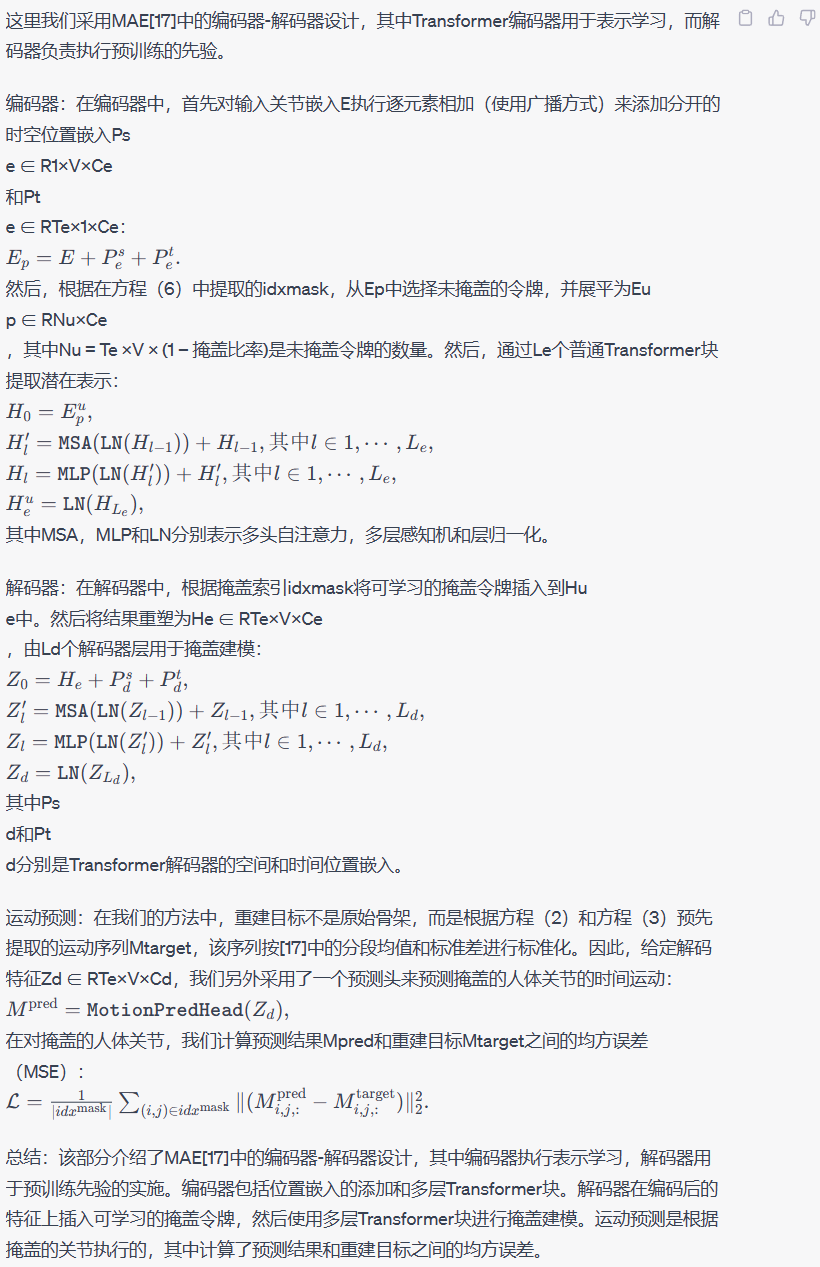 这里我们采用MAE[17]中的编码器-解码器设计，其中Transformer编码器用于表示学习，而解
码器负责执行预训练的先验。
编码器：在编码器中，首先对输入关节嵌入E执行逐元素相加（使用广播方式）来添加分开的
时空位置嵌入Ps
e ∈ R1×V×Ce
和Pt
e ∈ RTe×1×Ce：
$E_p = E + P_e^s + P_e^t.$
然后，根据在方程（6）中提取的idxmask，从Ep中选择未掩盖的令牌，并展平为Eu
p ∈ RNu×Ce
，其中Nu = Te ×V × (1 – 掩盖比率)是未掩盖令牌的数量。然后，通过Le个普通Transformer块
提取潜在表示：
$H_0 = E_p^u,$
$H_l' = \texttt{MSA}(\texttt{LN}(H_{l-1})) + H_{l-1}, 其中 l \in 1, \cdots, L_e,$
$H_l = \texttt{MLP}(\texttt{LN}(H_l')) + H_l', 其中 l \in 1, \cdots, L_e,$
$H_e^u = \texttt{LN}(H_{L_e}),$
其中MSA，MLP和LN分别表示多头自注意力，多层感知机和层归一化。
解码器：在解码器中，根据掩盖索引idxmask将可学习的掩盖令牌插入到Hu
e中。然后将结果重塑为He ∈ RTe×V×Ce
，由Ld个解码器层用于掩盖建模：
$Z_0 = H_e + P_d^s + P_d^t,$
$Z_l' = \texttt{MSA}(\texttt{LN}(Z_{l-1})) + Z_{l-1}, 其中 l \in 1, \cdots, L_d,$
$Z_l = \texttt{MLP}(\texttt{LN}(Z_l')) + Z_l', 其中 l \in 1, \cdots, L_d,$
$Z_d = \texttt{LN}(Z_{L_d}),$
其中Ps
d和Pt
d分别是Transformer解码器的空间和时间位置嵌入。
运动预测：在我们的方法中，重建目标不是原始骨架，而是根据方程（2）和方程（3）预先
提取的运动序列Mtarget，该序列按[17]中的分段均值和标准差进行标准化。因此，给定解码
特征Zd ∈ RTe×V×Cd，我们另外采用了一个预测头来预测掩盖的人体关节的时间运动：
$M^{\text{pred}} = \texttt{MotionPredHead}(Z_d),$
在对掩盖的人体关节，我们计算预测结果Mpred和重建目标Mtarget之间的均方误差
（MSE）：
$\mathcal{L} = \frac{1}{|idx^{\text{mask}}|} \sum_{(i,j) \in idx^{\text{mask}}} \|(M_{i,j,:}^{\text{pred}} - M_{i,j,:}^{\text{target}})\|_2^2.$
总结：该部分介绍了MAE[17]中的编码器-解码器设计，其中编码器执行表示学习，解码器用
于预训练先验的实施。编码器包括位置嵌入的添加和多层Transformer块。解码器在编码后的
特征上插入可学习的掩盖令牌，然后使用多层Transformer块进行掩盖建模。运动预测是根据
掩盖的关节执行的，其中计算了预测结果和重建目标之间的均方误差。